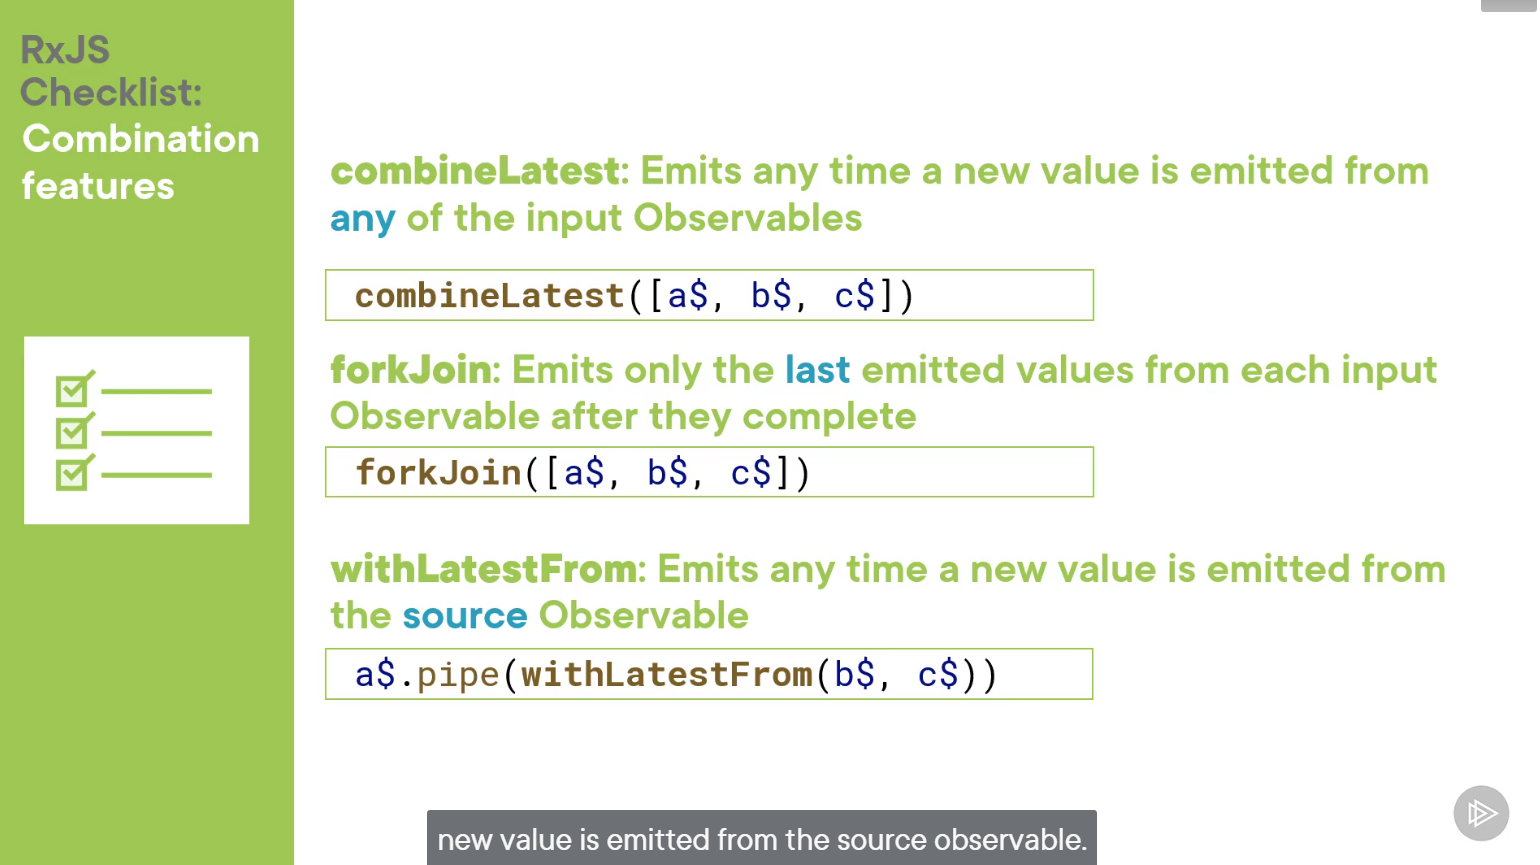 RxJS
Checklist:
Combination
features
combineLatest: Emits any time a new value is emitted from
any of the input Observables
combineLatest([a$, b$, c$])
forkJoin: Emits only the last emitted values from each input
Observable after they complete
forkJoin([a$, b$, c$])
withLatestFrom: Emits any time a new value is emitted from
the source Observable
a$.pipe(withLatestFrom(b$, c$))
new value is emitted from the source observable.